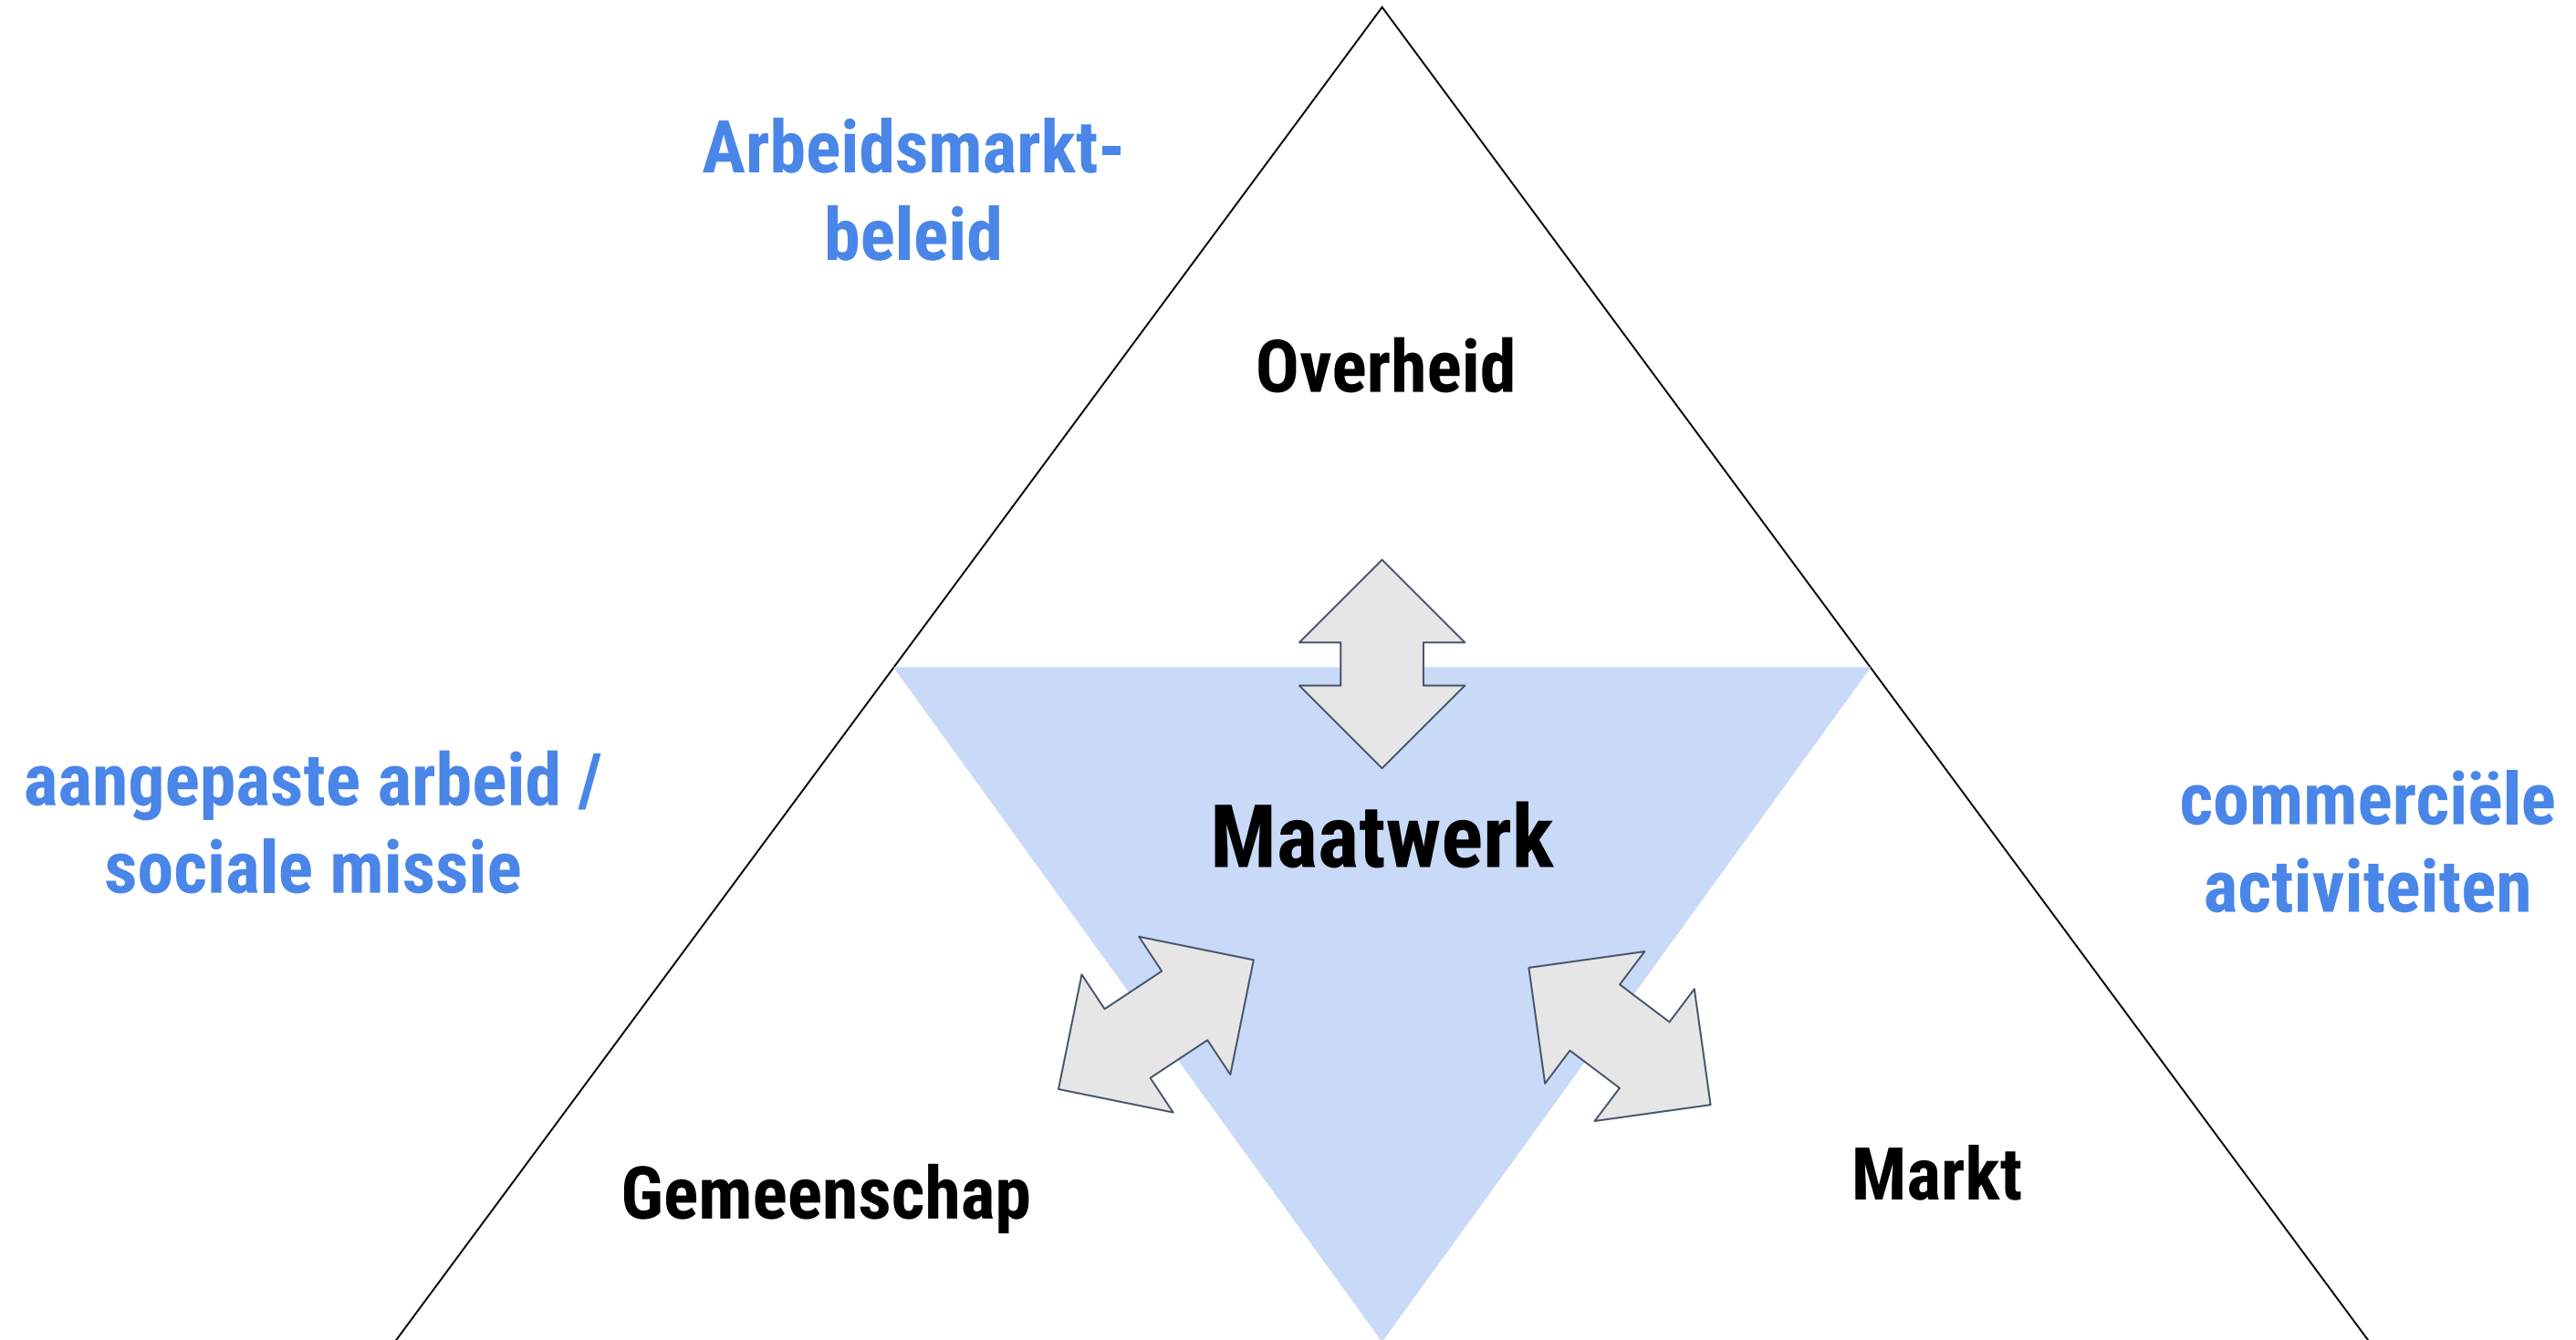 Arbeidsmarkt-
beleid
Overheid
aangepaste arbeid /
sociale missie
Maatwerk
commerciële
activiteiten
Gemeenschap
Markt